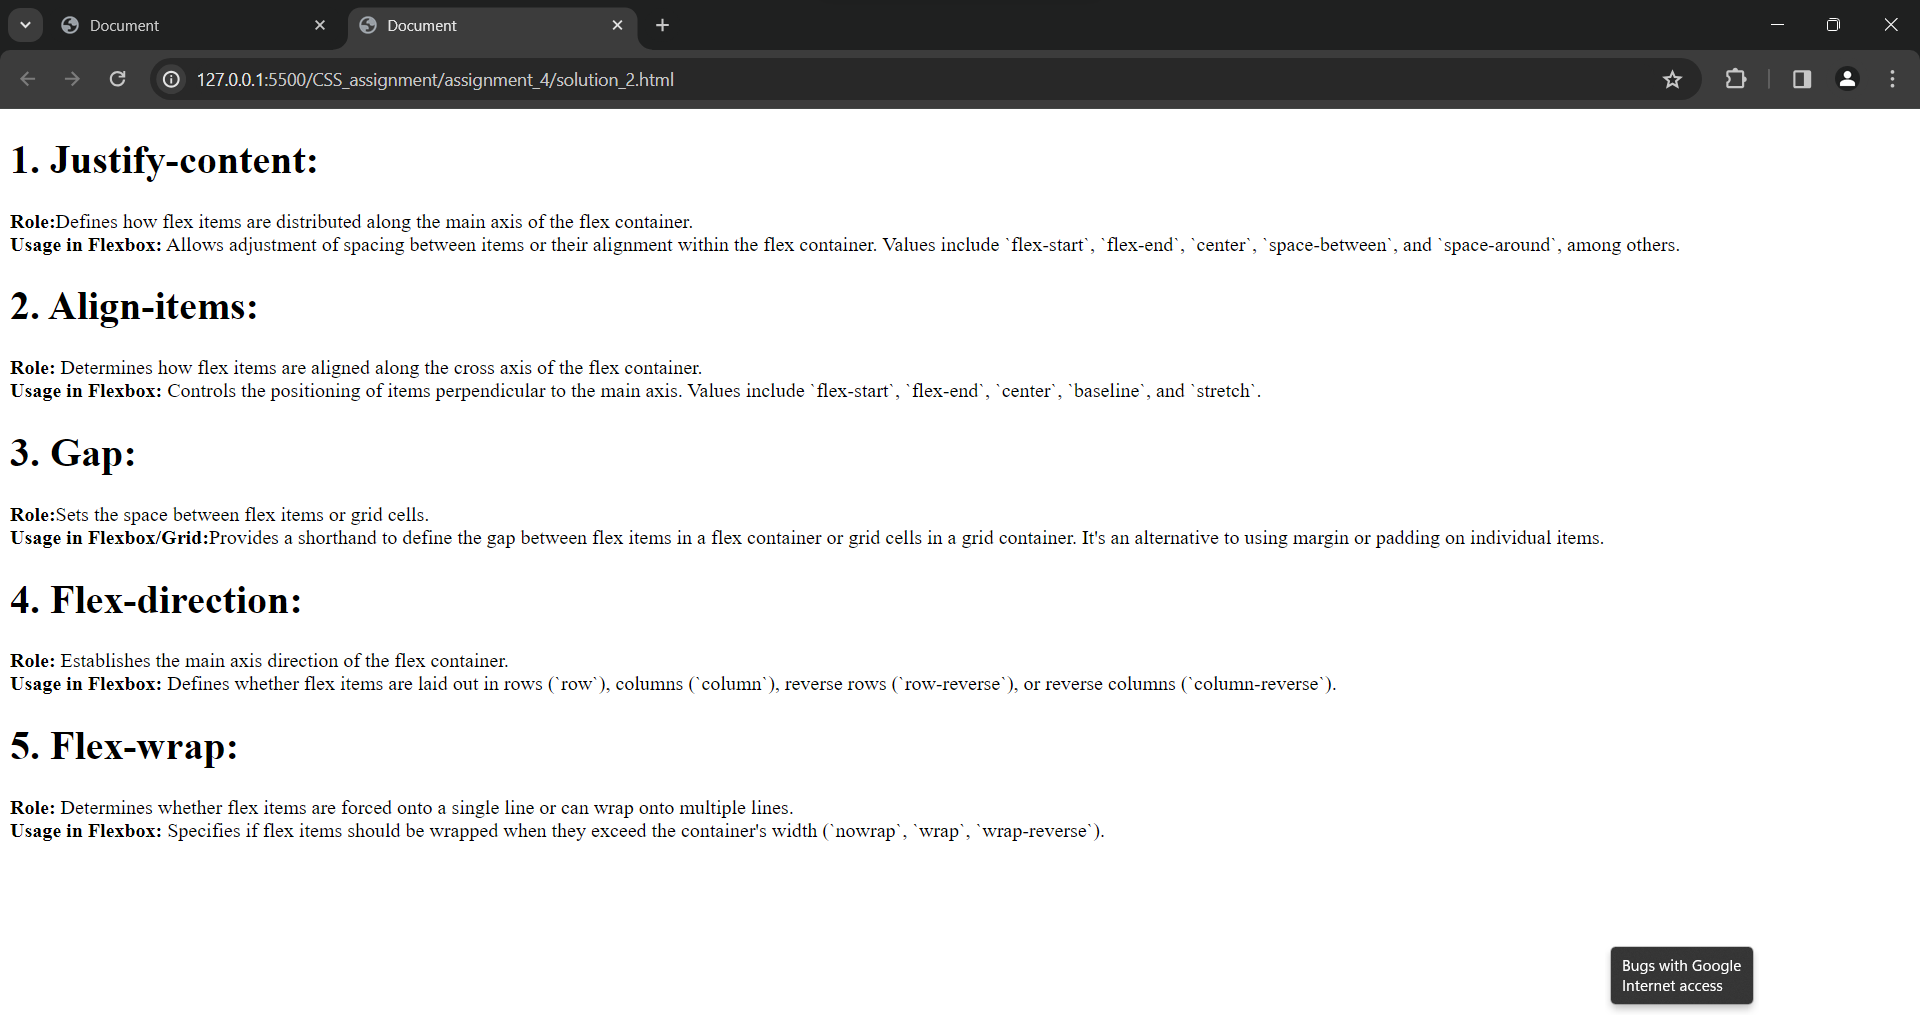 Document
Document
127.0.0.1:5500/CSS_assignment/assignment_4/solution_2.html
1. Justify-content:
Role:Defines how flex items are distributed along the main axis of the flex container.
Usage in Flexbox: Allows adjustment of spacing between items or their alignment within the flex container. Values include `flex-start`, `flex-end`, `center`, `space-between`, and `space-around`, among others.
2. Align-items:
Role: Determines how flex items are aligned along the cross axis of the flex container.
Usage in Flexbox: Controls the positioning of items perpendicular to the main axis. Values include `flex-start`, `flex-end`, `center`, `baseline`, and `stretch`.
3. Gap:
Role:Sets the space between flex items or grid cells.
Usage in Flexbox/Grid:Provides a shorthand to define the gap between flex items in a flex container or grid cells in a grid container. It's an alternative to using margin or padding on individual items.
4. Flex-direction:
Role: Establishes the main axis direction of the flex container.
Usage in Flexbox: Defines whether flex items are laid out in rows (`row`), columns (`column`), reverse rows (`row-reverse`), or reverse columns (`column-reverse`).
5. Flex-wrap:
Role: Determines whether flex items are forced onto a single line or can wrap onto multiple lines.
Usage in Flexbox: Specifies if flex items should be wrapped when they exceed the container's width (`nowrap`, `wrap`, `wrap-reverse`).
Bugs with Google
Internet access